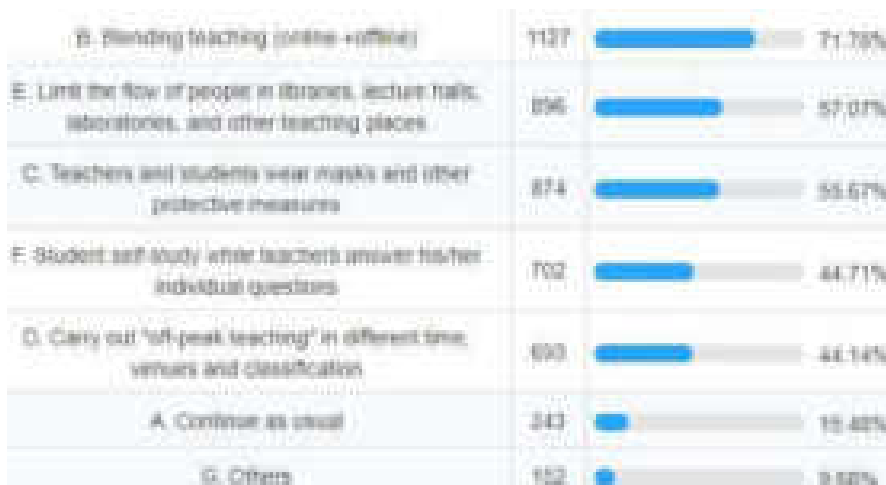 B. Blending teaching (online +offline) 1127 71.78%
E. Limit the flow of people in libraries, lecture halls,
laboratories, and other teaching places 896 57.07%
C. Teachers and students wear masks and other
protective measures 874 55.67%
F. Student self-study while teachers answer his/her
individual questions 702 44.71%
D. Carry out "off-peak teaching" in different time,
venues and classification 693 44.14%
A. Continue as usual 243 15.48%
G. Others 152 9.68%